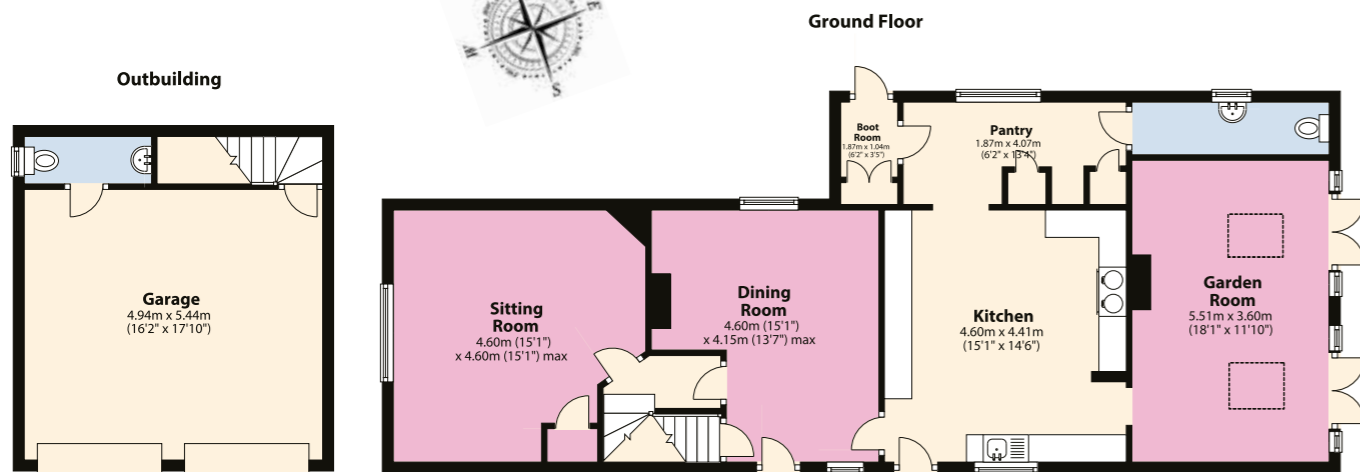 Ground Floor
Outbuilding
E
W
S
Garage
4.94m x 5.44m
(16'2" x 17'10")
Sitting
Room
4.60m (15'1")
x 4.60m (15'1") max
Dining
Room
4.60m (15'1")
x 4.15m (13'7") max
Boot
Room
1.87m x 1.04m
(6'2" x 3'5")
Pantry
1.87m x 4.07m
(6'2" x 13'4")
Kitchen
4.60m x 4.41m
(15'1" x 14'6")
Garden
Room
5.51m x 3.60m
(18'1" x 11'10")